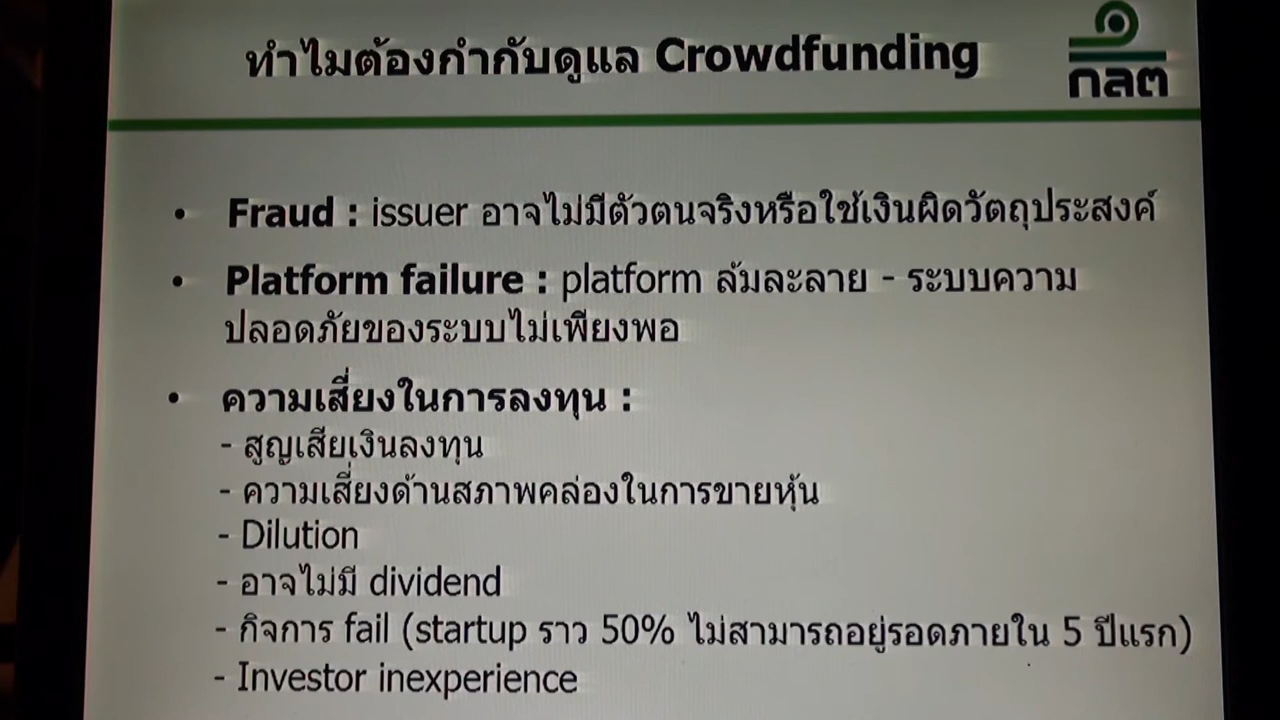 ทำไมต้องกำกับดูแล Crowdfunding
กลต
• Fraud : issuer อาจไม่มีตัวตนจริงหรือใช้เงินผิดวัตถุประสงค์
• Platform failure : platform ล้มละลาย - ระบบความ
ปลอดภัยของระบบไม่เพียงพอ
• ความเสี่ยงในการลงทุน :
- สูญเสียเงินลงทุน
- ความเสี่ยงด้านสภาพคล่องในการขายหุ้น
- Dilution
- อาจไม่มี dividend
- กิจการ fail (startup ราว 50% ไม่สามารถอยู่รอดภายใน 5 ปีแรก)
- Investor inexperience